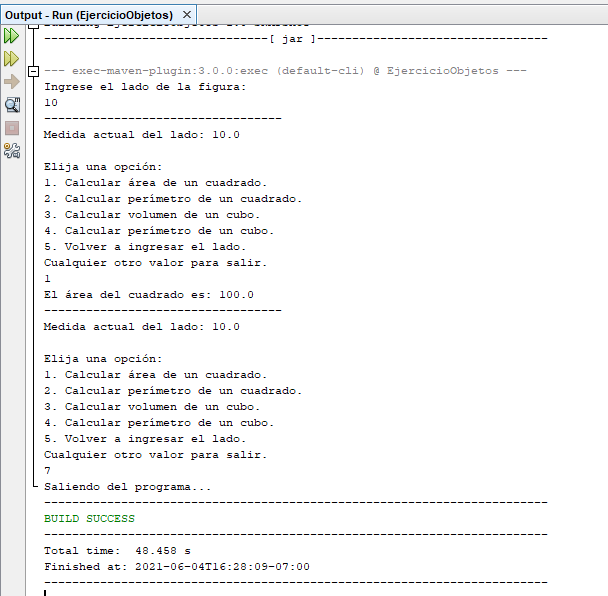 Output - Run (EjercicioObjetos)
--------------------------------[ jar ]---------------------------------
--- exec-maven-plugin:3.0.0:exec (default-cli) @ EjercicioObjetos ---
Ingrese el lado de la figura:
10
----------------------------------
Medida actual del lado: 10.0
Elija una opción:
1. Calcular área de un cuadrado.
2. Calcular perímetro de un cuadrado.
3. Calcular volumen de un cubo.
4. Calcular perímetro de un cubo.
5. Volver a ingresar el lado.
Cualquier otro valor para salir.
1
El área del cuadrado es: 100.0
----------------------------------
Medida actual del lado: 10.0
Elija una opción:
1. Calcular área de un cuadrado.
2. Calcular perímetro de un cuadrado.
3. Calcular volumen de un cubo.
4. Calcular perímetro de un cubo.
5. Volver a ingresar el lado.
Cualquier otro valor para salir.
7
Saliendo del programa...
------------------------------------------------------------------------
BUILD SUCCESS
------------------------------------------------------------------------
Total time:  48.458 s
Finished at: 2021-06-04T16:28:09-07:00
------------------------------------------------------------------------